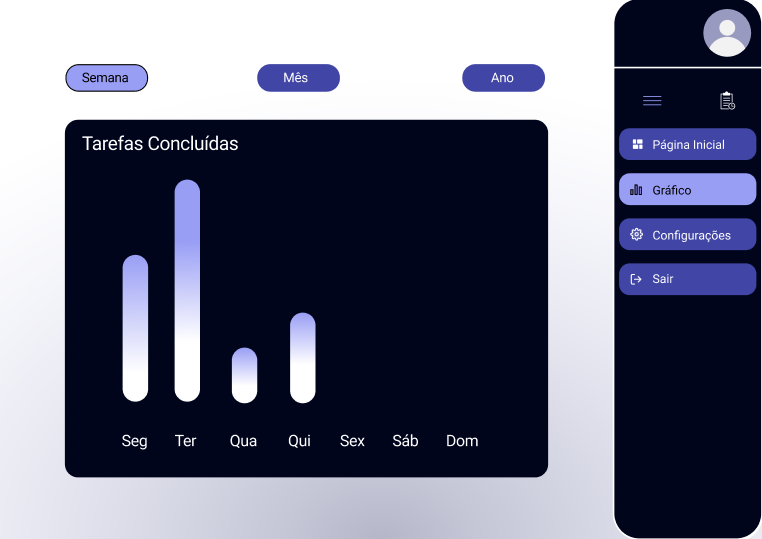 Semana
Mês
Ano
Tarefas Concluídas
Seg Ter Qua Qui Sex Sáb Dom
Página Inicial
Gráfico
Configurações
Sair